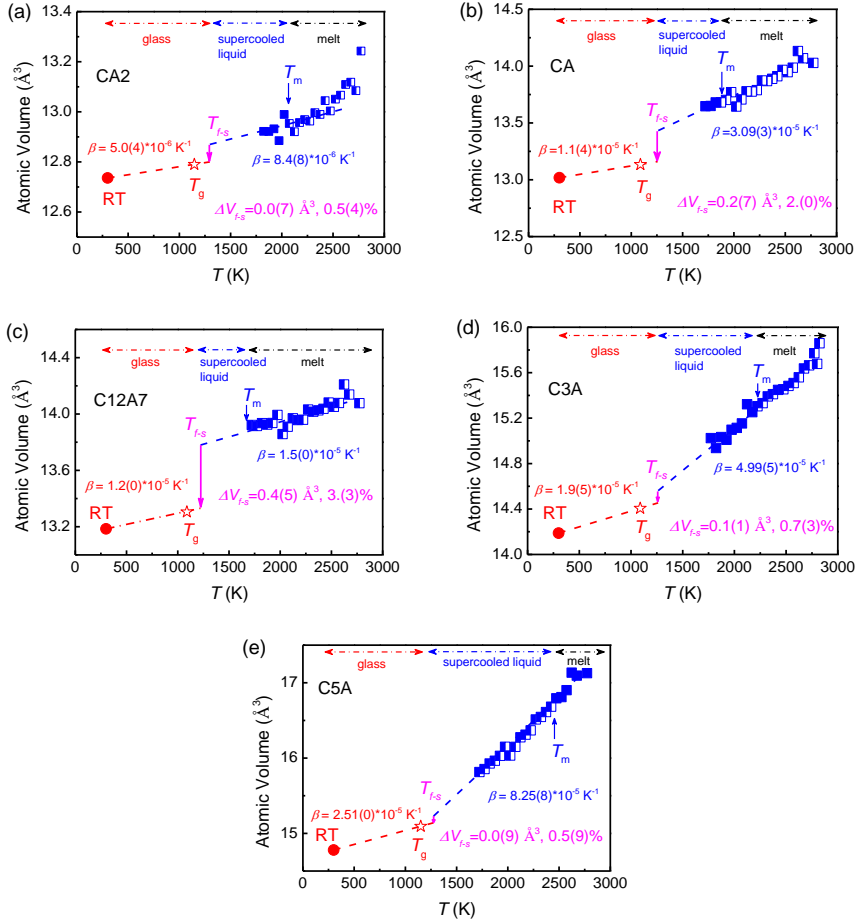 (a)
glass
supercooled
liquid
melt
CA2
Tm
Tf-s
β = 5.0(4)*10-6 K-1
β = 8.4(8)*10-6 K-1
RT
Tg
ΔVf-s=0.0(7) Å3, 0.5(4)%
Atomic Volume (Å3)
13.4
13.2
13.0
12.8
12.6
0 500 1000 1500 2000 2500 3000
T (K)
(b)
glass
supercooled
liquid
melt
CA
Tm
Tf-s
β=1.1(4)*10-5 K-1
β=3.09(3)*10-5 K-1
RT
Tg
ΔVf-s=0.2(7) Å3, 2.(0)%
Atomic Volume (Å3)
14.5
14.0
13.5
13.0
12.5
0 500 1000 1500 2000 2500 3000
T (K)
(c)
glass
supercooled
liquid
melt
C12A7
Tm
Tf-s
β = 1.2(0)*10-5 K-1
β = 1.5(0)*10-5 K-1
RT
Tg
ΔVf-s=0.4(5) Å3, 3.(3)%
Atomic Volume (Å3)
14.4
14.0
13.6
13.2
0 500 1000 1500 2000 2500 3000
T (K)
(d)
glass
supercooled
liquid
melt
C3A
Tm
Tf-s
β = 1.9(5)*10-5 K-1
β = 4.99(5)*10-5 K-1
RT
Tg
ΔVf-s=0.1(1) Å3, 0.7(3)%
Atomic Volume (Å3)
16.0
15.6
15.2
14.8
14.4
14.0
0 500 1000 1500 2000 2500 3000
T (K)
(e)
glass
supercooled liquid
melt
C5A
Tm
Tf-s
β = 2.51(0)*10-5 K-1
β = 8.25(8)*10-5 K-1
RT
Tg
ΔVf-s=0.0(9) Å3, 0.5(9)%
Atomic Volume (Å3)
17
16
15
0 500 1000 1500 2000 2500 3000
T (K)